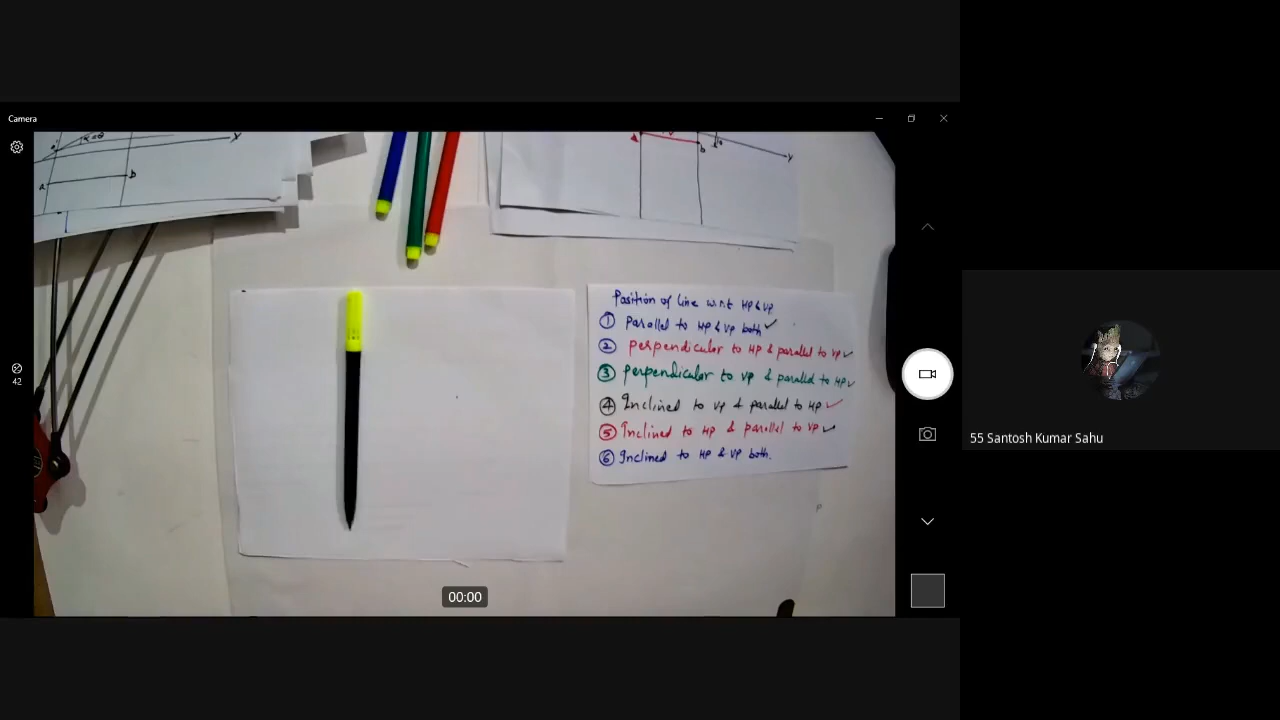 Camera
42
x
a
b
b
y
Position of line w.r.t HP & VP
① Parallel to HP & VP both ✓
② perpendicular to HP & parallel to VP ✓
③ perpendicular to VP & parallel to HP ✓
④ Inclined to VP & parallel to HP ✓
⑤ Inclined to HP & parallel to VP ✓
⑥ Inclined to HP & VP both.
55 Santosh Kumar Sahu
00:00